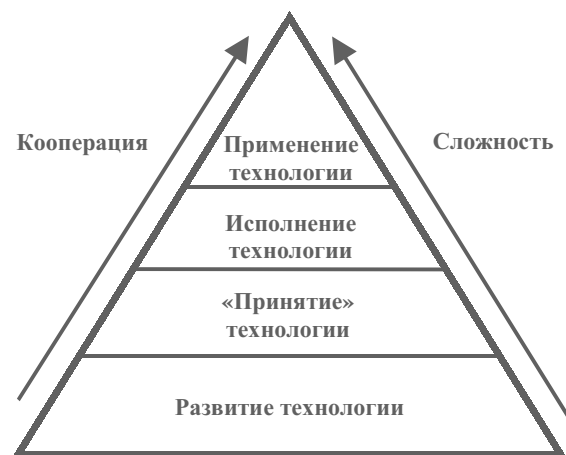 Кооперация
Сложность
Применение
технологии
Исполнение
технологии
«Принятие»
технологии
Развитие технологии